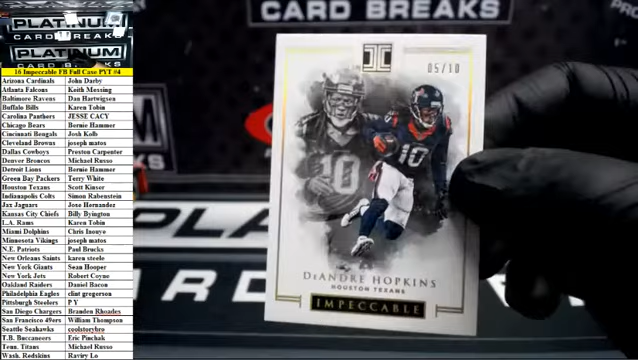 PLATINUM
CARD BREAKS
PLATINUM
CARD BREAKS
16 Impeccable FB Full Case PYT #4
Arizona Cardinals John Darby
Atlanta Falcons Keith Messing
Baltimore Ravens Dan Hartwigsen
Buffalo Bills Karen Tobin
Carolina Panthers JESSE CACY
Chicago Bears Bernie Hammer
Cincinnati Bengals Josh Kolb
Cleveland Browns joseph matos
Dallas Cowboys Preston Carpenter
Denver Broncos Michael Russo
Detroit Lions Bernie Hammer
Green Bay Packers Terry White
Houston Texans Scott Kinser
Indianapolis Colts Simon Rabenstein
Jax Jaguars Jose Hernandez
Kansas City Chiefs Billy Byington
L.A. Rams Karen Tobin
Miami Dolphins Chris Inouye
Minnesota Vikings joseph matos
N.E. Patriots Paul Brucks
New Orleans Saints karen steele
New York Giants Sean Hooper
New York Jets Robert Coyne
Oakland Raiders Daniel Bacon
Philadelphia Eagles clint gregerson
Pittsburgh Steelers P Y
San Diego Chargers Branden Rhoades
San Francisco 49ers William Thompson
Seattle Seahawks coolstorybro
T.B. Buccaneers Eric Pinchak
Tenn. Titans Michael Russo
Wash. Redskins Raviry Lo
CARD BREAKS
05/10
10
10
DeAndre Hopkins
HOUSTON TEXANS
IMPECCABLE